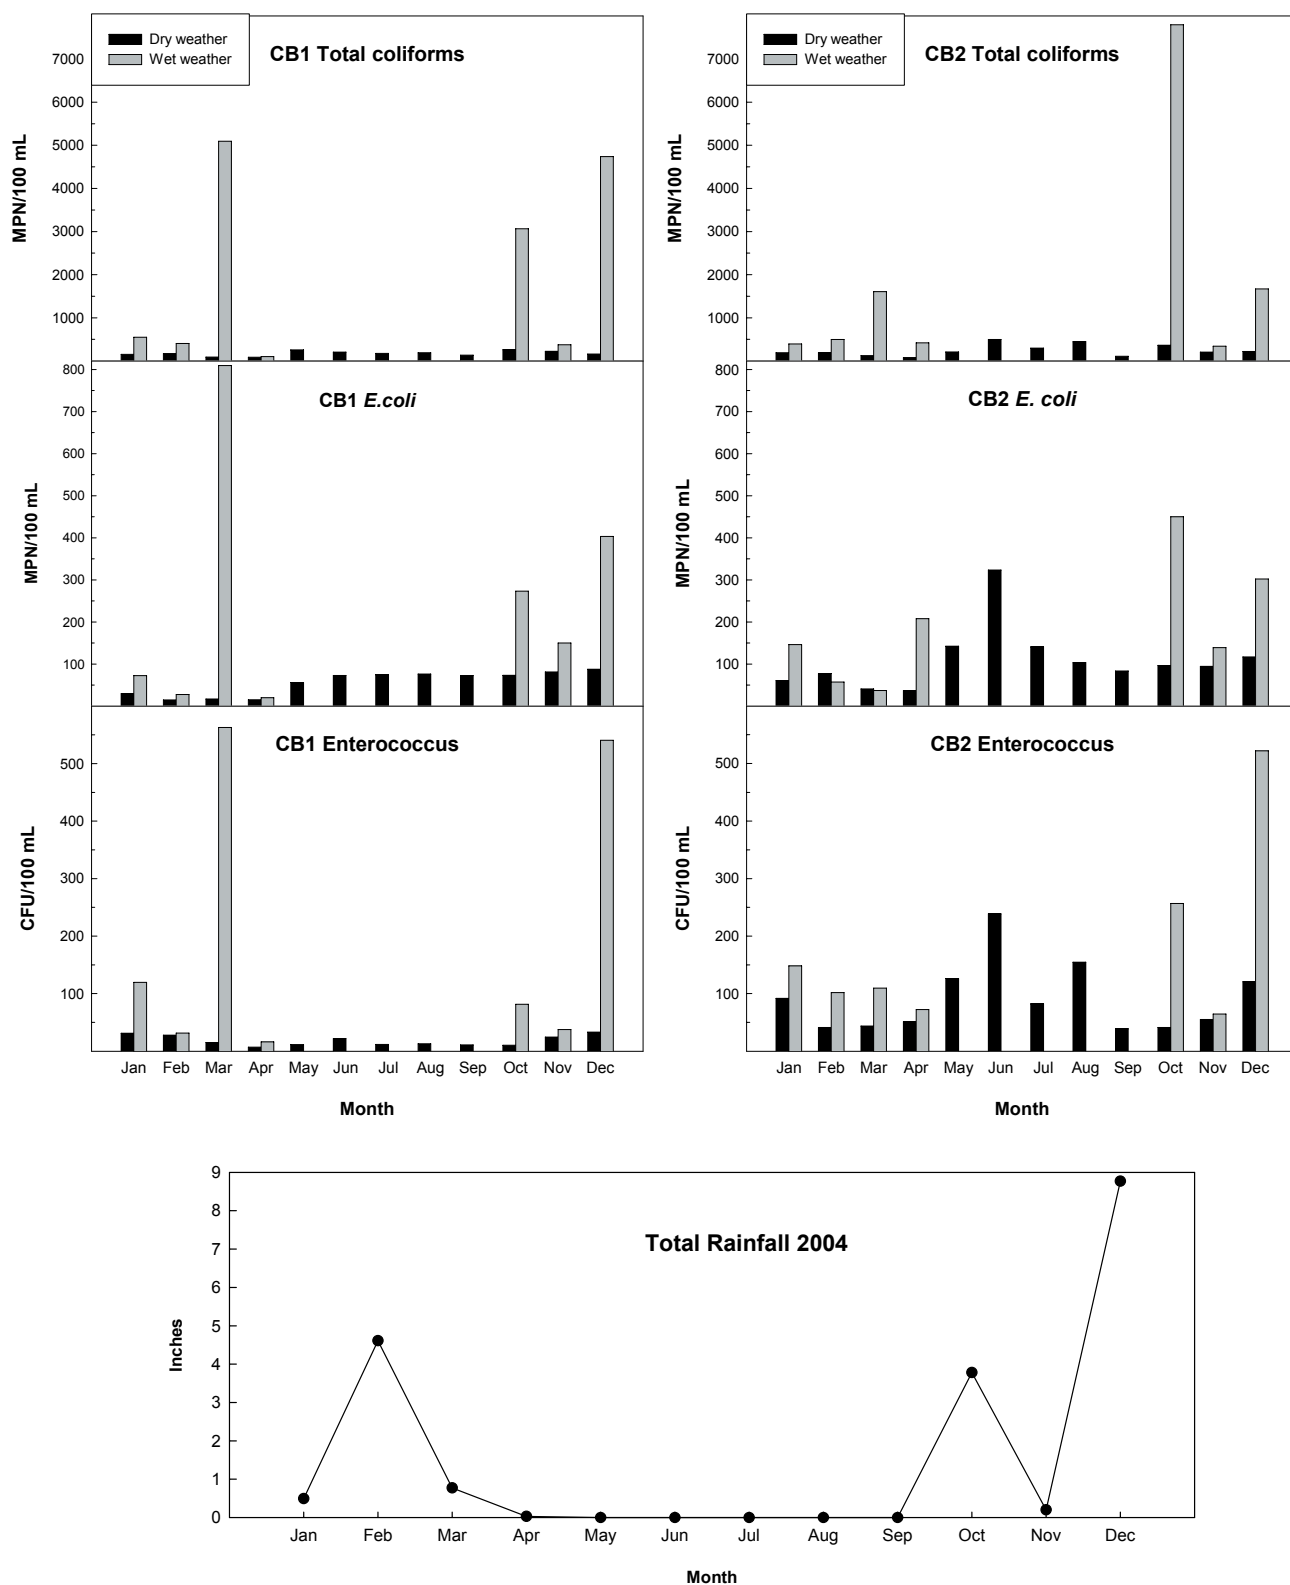 Dry weather
Wet weather
CB1 Total coliforms
7000
6000
5000
4000
3000
2000
1000
MPN/100 mL
CB1 E.coli
800
700
600
500
400
300
200
100
MPN/100 mL
CB1 Enterococcus
500
400
300
200
100
CFU/100 mL
Jan Feb Mar Apr May Jun Jul Aug Sep Oct Nov Dec
Month
Dry weather
Wet weather
CB2 Total coliforms
7000
6000
5000
4000
3000
2000
1000
MPN/100 mL
CB2 E. coli
800
700
600
500
400
300
200
100
MPN/100 mL
CB2 Enterococcus
500
400
300
200
100
CFU/100 mL
Jan Feb Mar Apr May Jun Jul Aug Sep Oct Nov Dec
Month
Total Rainfall 2004
9
8
7
6
5
4
3
2
1
0
Inches
Jan Feb Mar Apr May Jun Jul Aug Sep Oct Nov Dec
Month